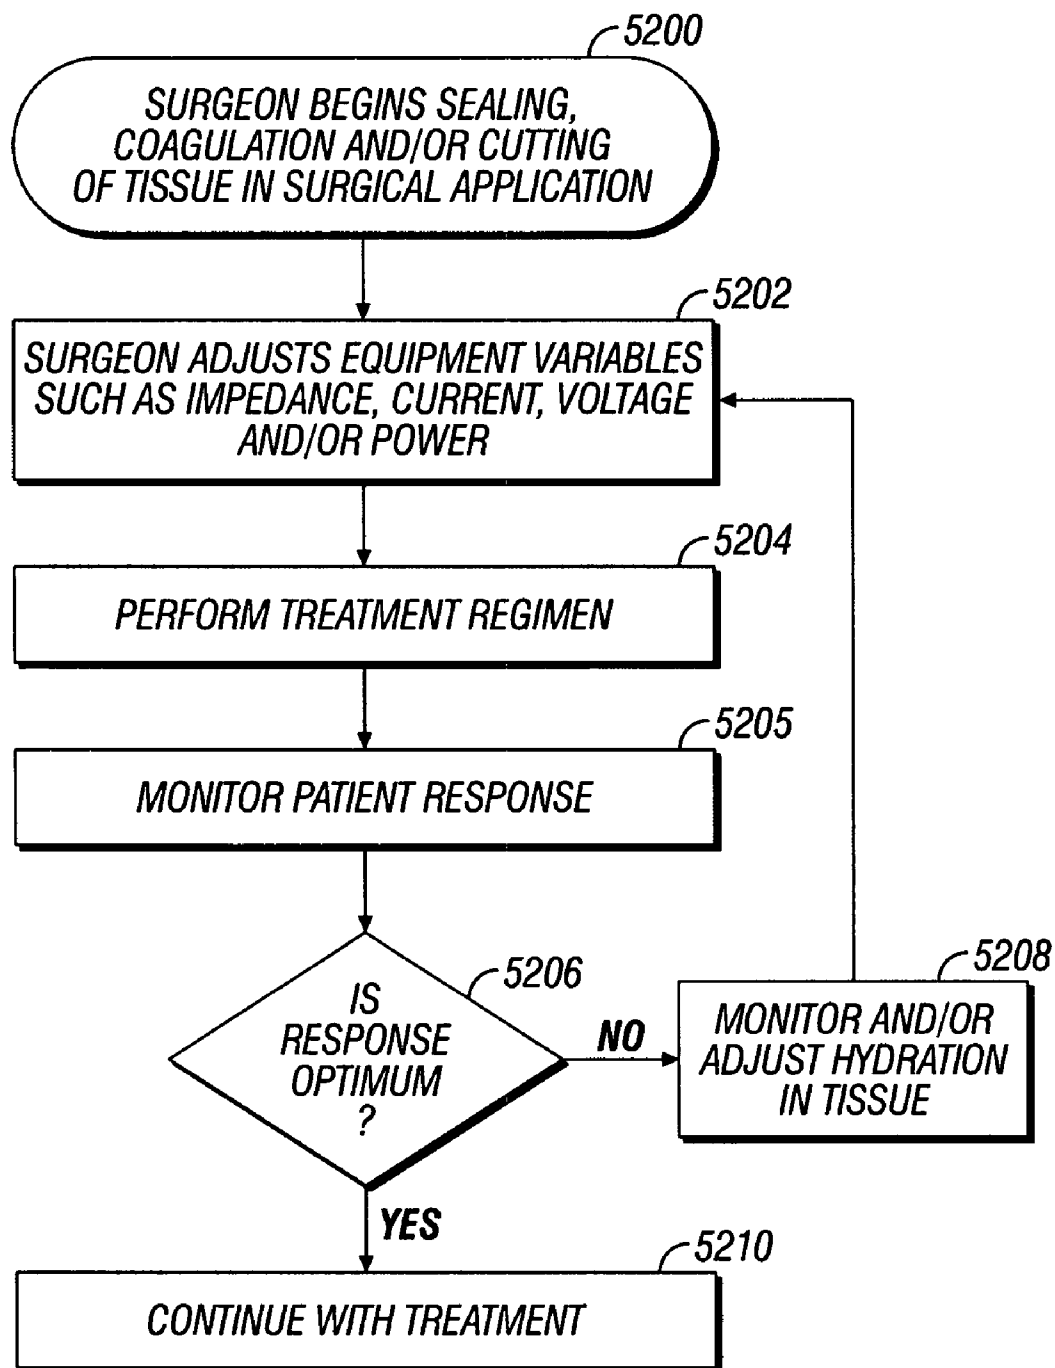 5200
SURGEON BEGINS SEALING,
COAGULATION AND/OR CUTTING
OF TISSUE IN SURGICAL APPLICATION
5202
SURGEON ADJUSTS EQUIPMENT VARIABLES
SUCH AS IMPEDANCE, CURRENT, VOLTAGE
AND/OR POWER
5204
PERFORM TREATMENT REGIMEN
5205
MONITOR PATIENT RESPONSE
5206
IS
RESPONSE
OPTIMUM
?
NO
5208
MONITOR AND/OR
ADJUST HYDRATION
IN TISSUE
YES
5210
CONTINUE WITH TREATMENT